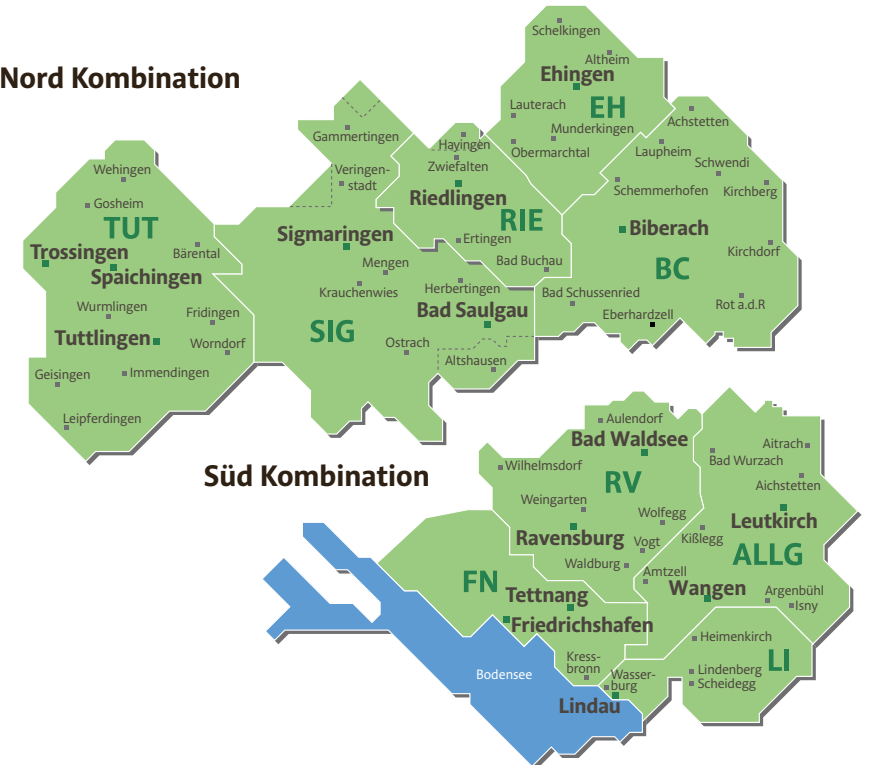 Nord Kombination
Schelkingen
Altheim
Ehingen
EH
Lauterach
Munderkingen
Obermarchtal
Achstetten
Laupheim
Schwendi
Schemmerhofen
Kirchberg
Biberach
BC
Kirchdorf
Bad Schussenried
Rot a.d.R
Eberhardzell
Gammertingen
Hayingen
Zwiefalten
Veringen-
stadt
Riedlingen
RIE
Ertingen
Bad Buchau
Sigmaringen
Mengen
Krauchenwies
Herbertingen
Bad Saulgau
SIG
Ostrach
Altshausen
Wehingen
Gosheim
TUT
Trossingen
Bärental
Spaichingen
Wurmlingen
Fridingen
Tuttlingen
Worndorf
Geisingen
Immendingen
Leipferdingen
Süd Kombination
Aulendorf
Bad Waldsee
Wilhelmsdorf
RV
Weingarten
Wolfegg
Ravensburg
Vogt
Waldburg
Aitrach
Bad Wurzach
Aichstetten
Leutkirch
Kißlegg
ALLG
Amtzell
Wangen
Argenbühl
Isny
FN
Tettnang
Friedrichshafen
Kress-
bronn
Heimenkirch
LI
Lindenberg
Scheidegg
Wasser-
burg
Lindau
Bodensee